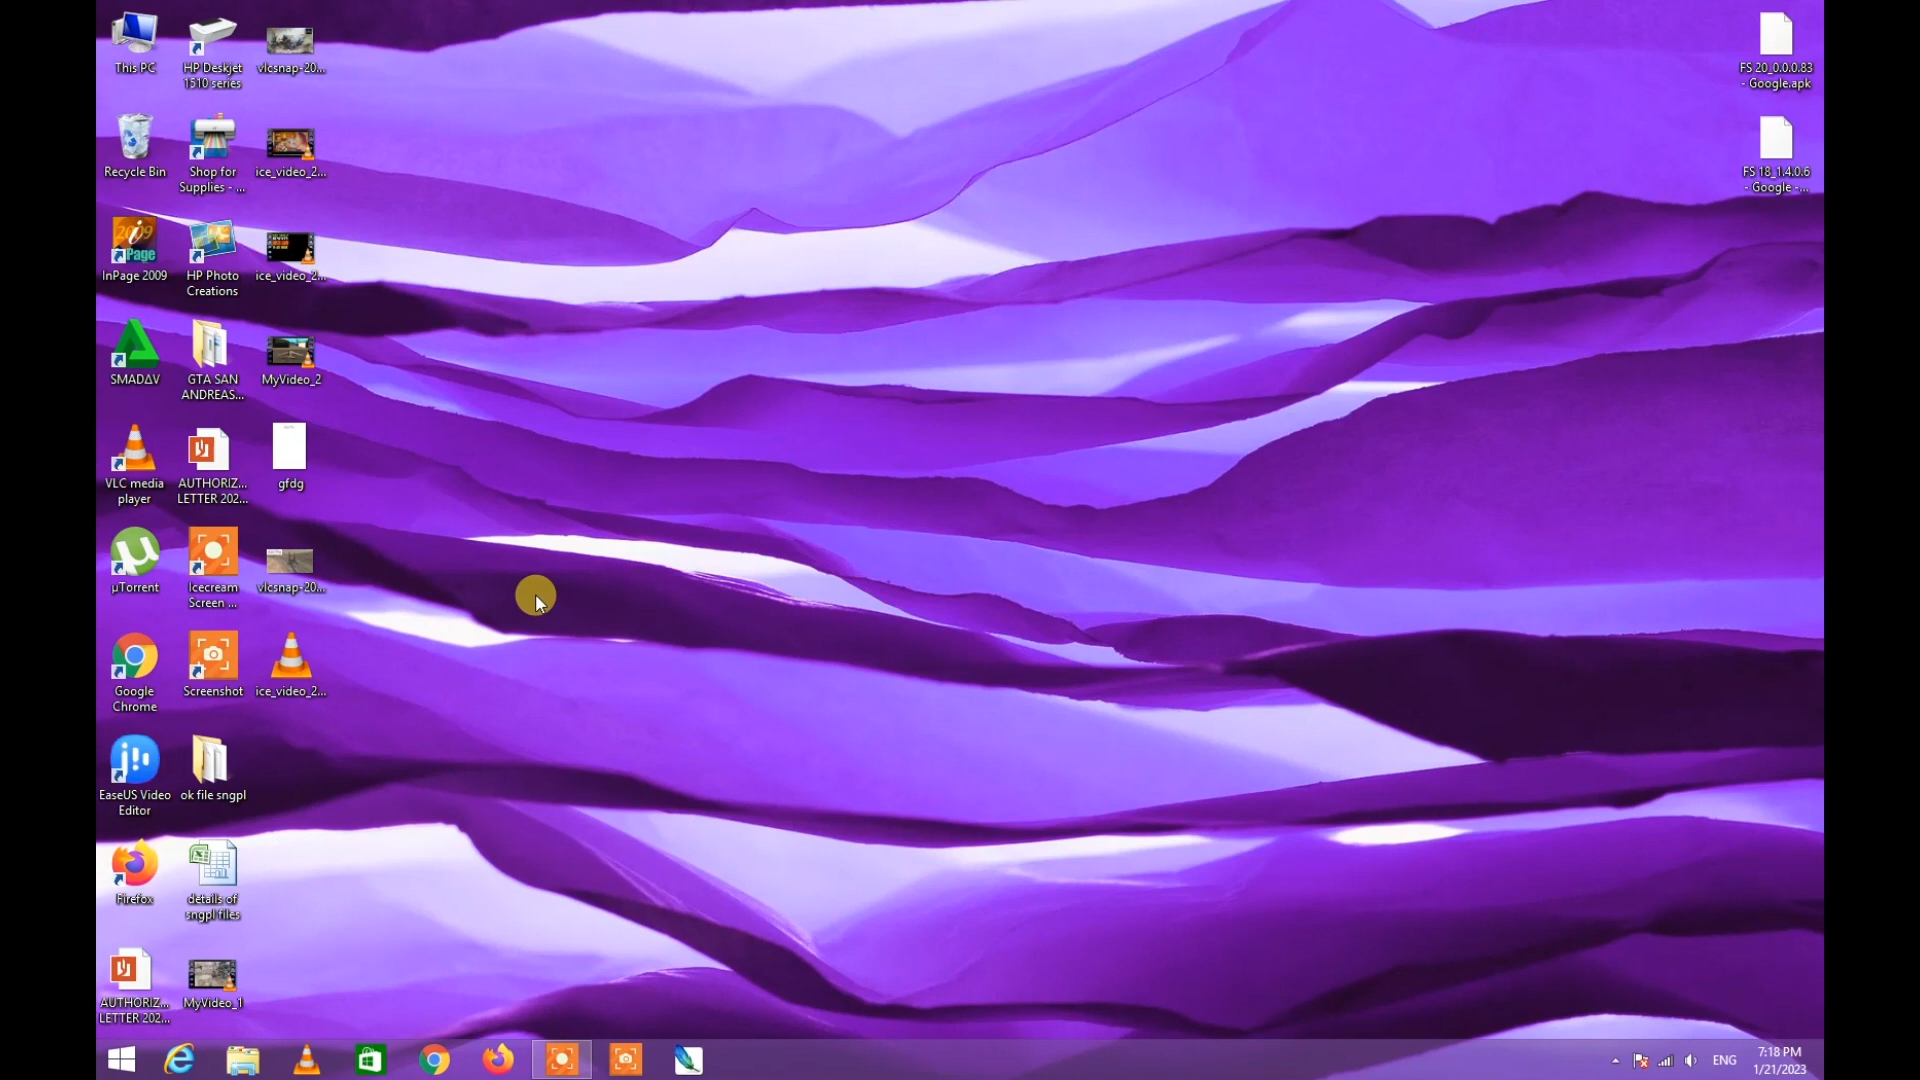 This PC
HP Deskjet
1510 series
vlcsnap-20...
FS 20_0.0.0.83
- Google.apk
Recycle Bin
Shop for
Supplies - ...
ice_video_2...
FS 18_1.4.0.6
- Google -...
2009
Page
InPage 2009
HP Photo
Creations
ice_video_2...
SMADΔV
GTA SAN
ANDREAS...
MyVideo_2
VLC media
player
AUTHORIZ...
LETTER 202...
gfdg
µTorrent
Icecream
Screen ...
vlcsnap-20...
Google
Chrome
Screenshot
ice_video_2...
EaseUS Video
Editor
ok file sngpl
Firefox
details of
sngpl files
AUTHORIZ...
LETTER 202...
MyVideo_1
ENG
7:18 PM
1/21/2023